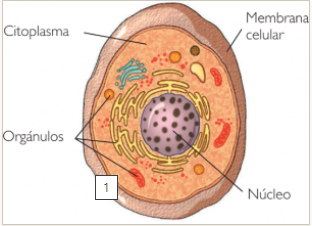 Citoplasma
Membrana
celular
Orgánulos
1
Núcleo